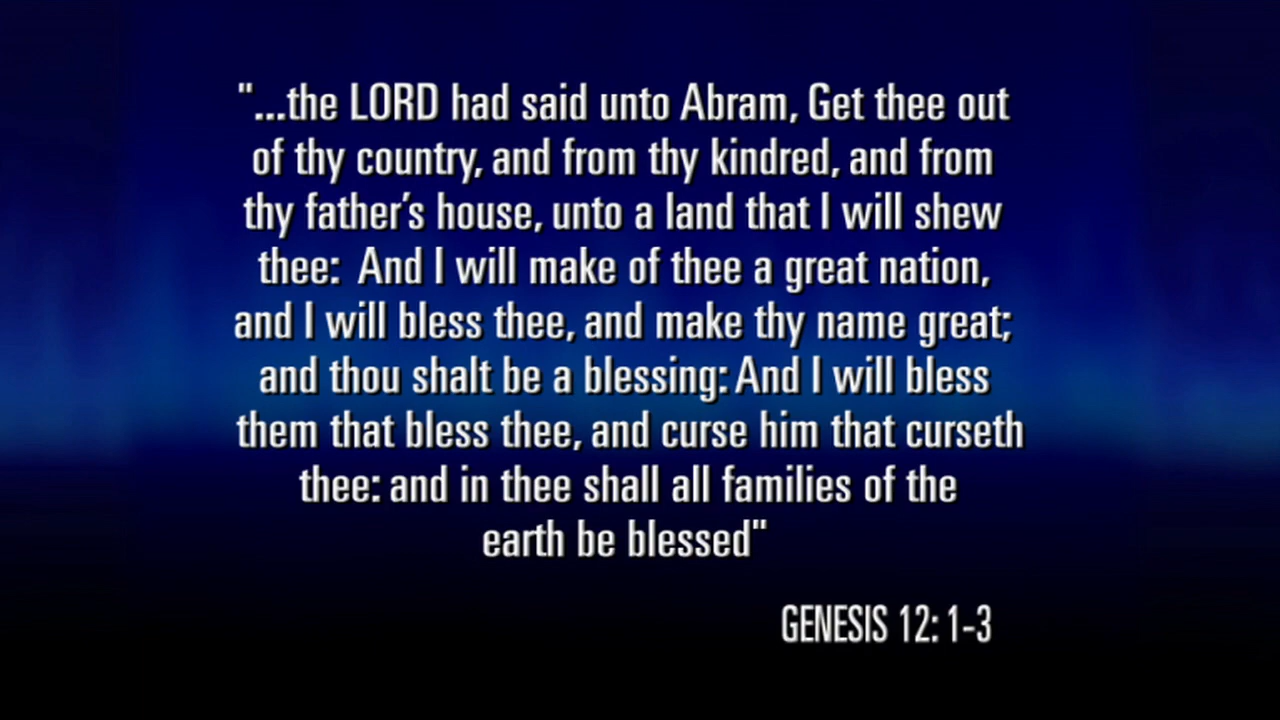 "...the LORD had said unto Abram, Get thee out
of thy country, and from thy kindred, and from
thy father's house, unto a land that I will shew
thee:  And I will make of thee a great nation,
and I will bless thee, and make thy name great;
and thou shalt be a blessing: And I will bless
them that bless thee, and curse him that curseth
thee: and in thee shall all families of the
earth be blessed"
GENESIS 12: 1-3